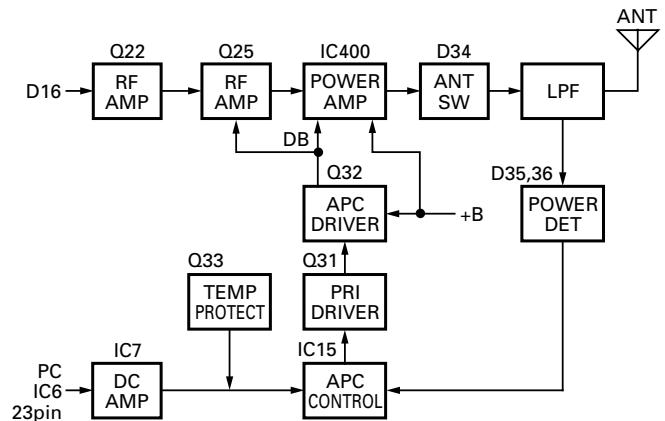 ANT
Q22
Q25
IC400
D34
D16
RF
AMP
RF
AMP
POWER
AMP
ANT
SW
LPF
DB
Q32
D35,36
APC
DRIVER
+B
POWER
DET
Q33
Q31
TEMP
PROTECT
PRI
DRIVER
IC7
IC15
PC
IC6
23pin
DC
AMP
APC
CONTROL